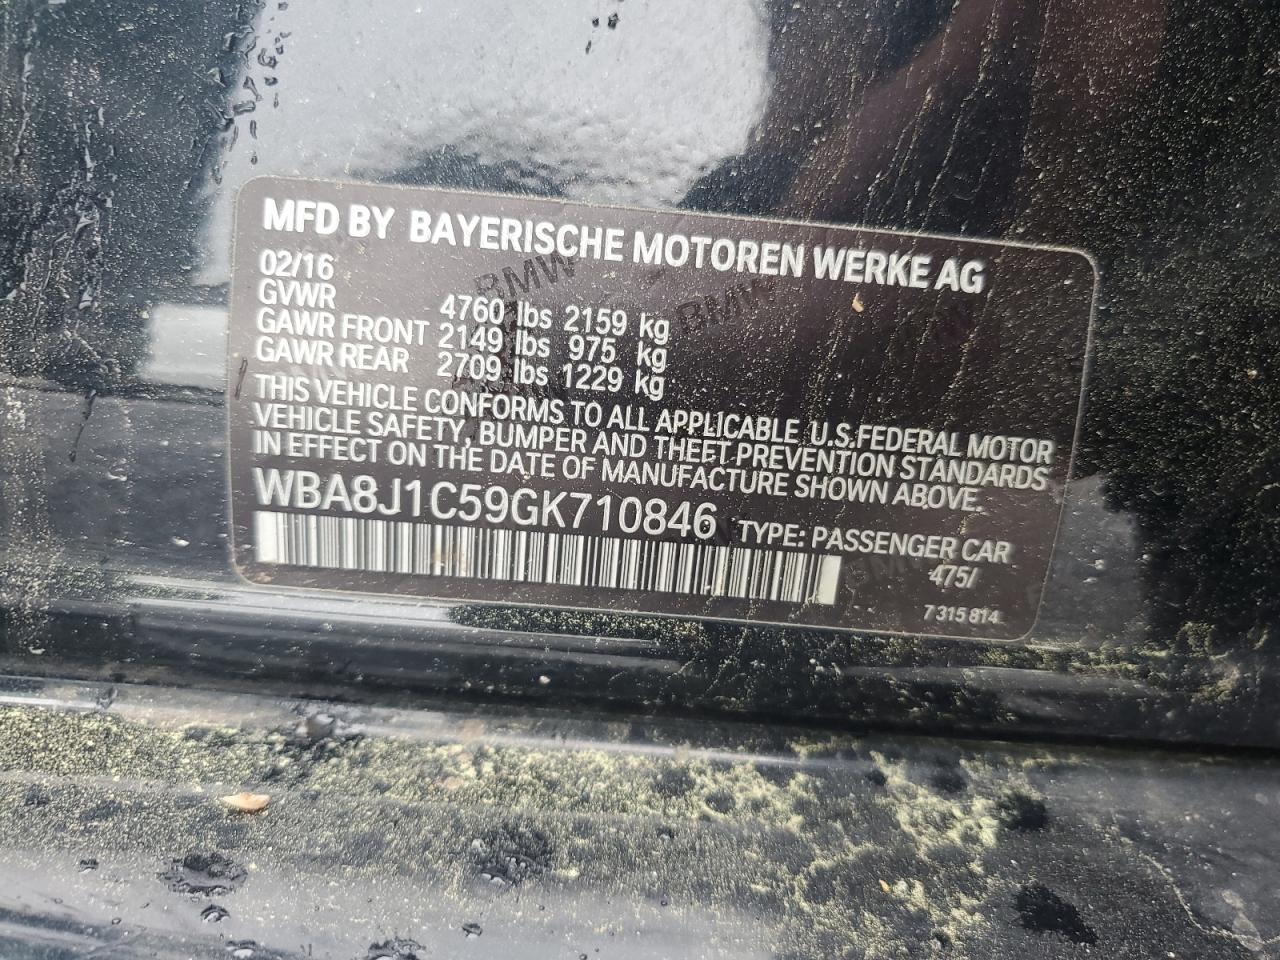 MFD BY BAYERISCHE MOTOREN WERKE AG
02/16
GVWR 4760 lbs 2159 kg
GAWR FRONT 2149 lbs 975 kg
GAWR REAR 2709 lbs 1229 kg
THIS VEHICLE CONFORMS TO ALL APPLICABLE U.S.FEDERAL MOTOR
VEHICLE SAFETY, BUMPER AND THEFT PREVENTION STANDARDS
IN EFFECT ON THE DATE OF MANUFACTURE SHOWN ABOVE.
WBA8J1C59GK710846 TYPE: PASSENGER CAR
475/
7 315 814
BMW
BMW